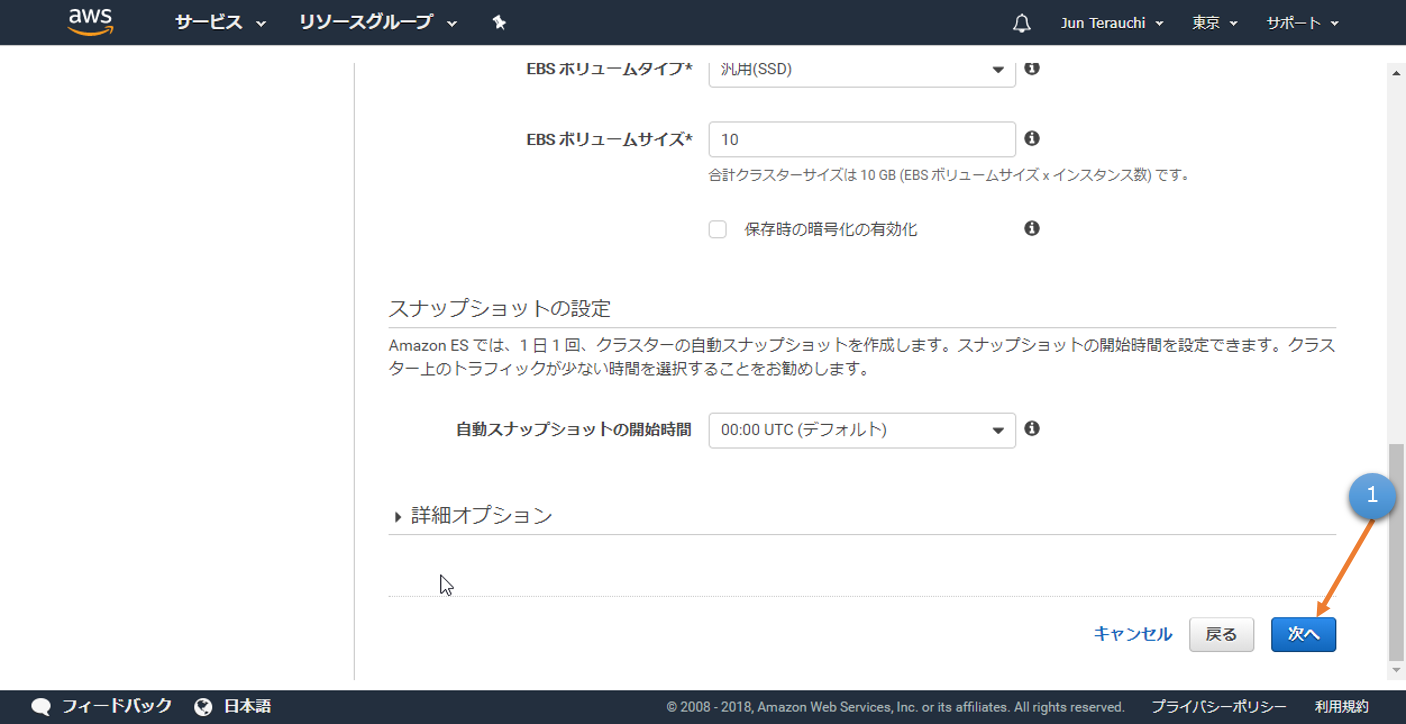 aws サービス リソースグループ Jun Terauchi 東京 サポート
EBS ボリュームタイプ* 汎用(SSD)
EBS ボリュームサイズ* 10
合計クラスターサイズは 10 GB (EBS ボリュームサイズ x インスタンス数) です。
保存時の暗号化の有効化
スナップショットの設定
Amazon ES では、1 日 1 回、クラスターの自動スナップショットを作成します。スナップショットの開始時間を設定できます。クラス
ター上のトラフィックが少ない時間を選択することをお勧めします。
自動スナップショットの開始時間 00:00 UTC (デフォルト)
詳細オプション
1
キャンセル 戻る 次へ
フィードバック 日本語 © 2008 - 2018, Amazon Web Services, Inc. or its affiliates. All rights reserved. プライバシーポリシー 利用規約